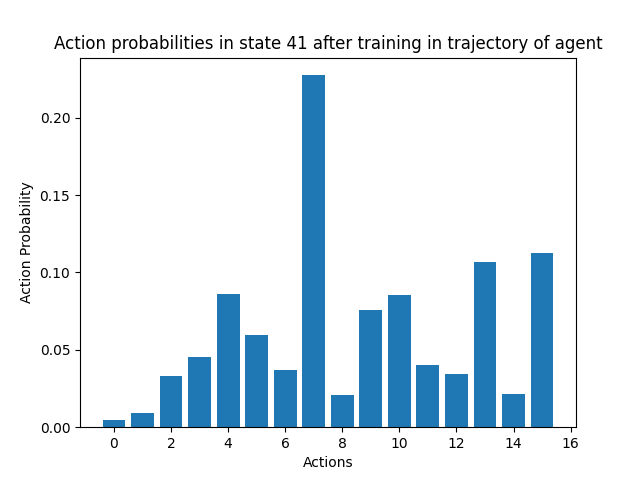 Action probabilities in state 41 after training in trajectory of agent
0.20
0.15
0.10
0.05
0.00
Action Probability
0 2 4 6 8 10 12 14 16
Actions